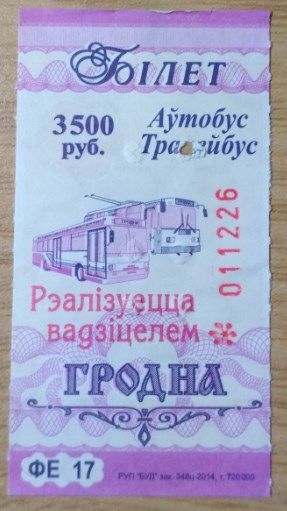 БІЛЕТ
3500
руб.
Аўтобус
Тралейбус
011226
Рэалізуецца
вадзіцелем
ГРОДНА
ФЕ 17
РУП "БУД" зак. 348ц-2014, т. 720 000